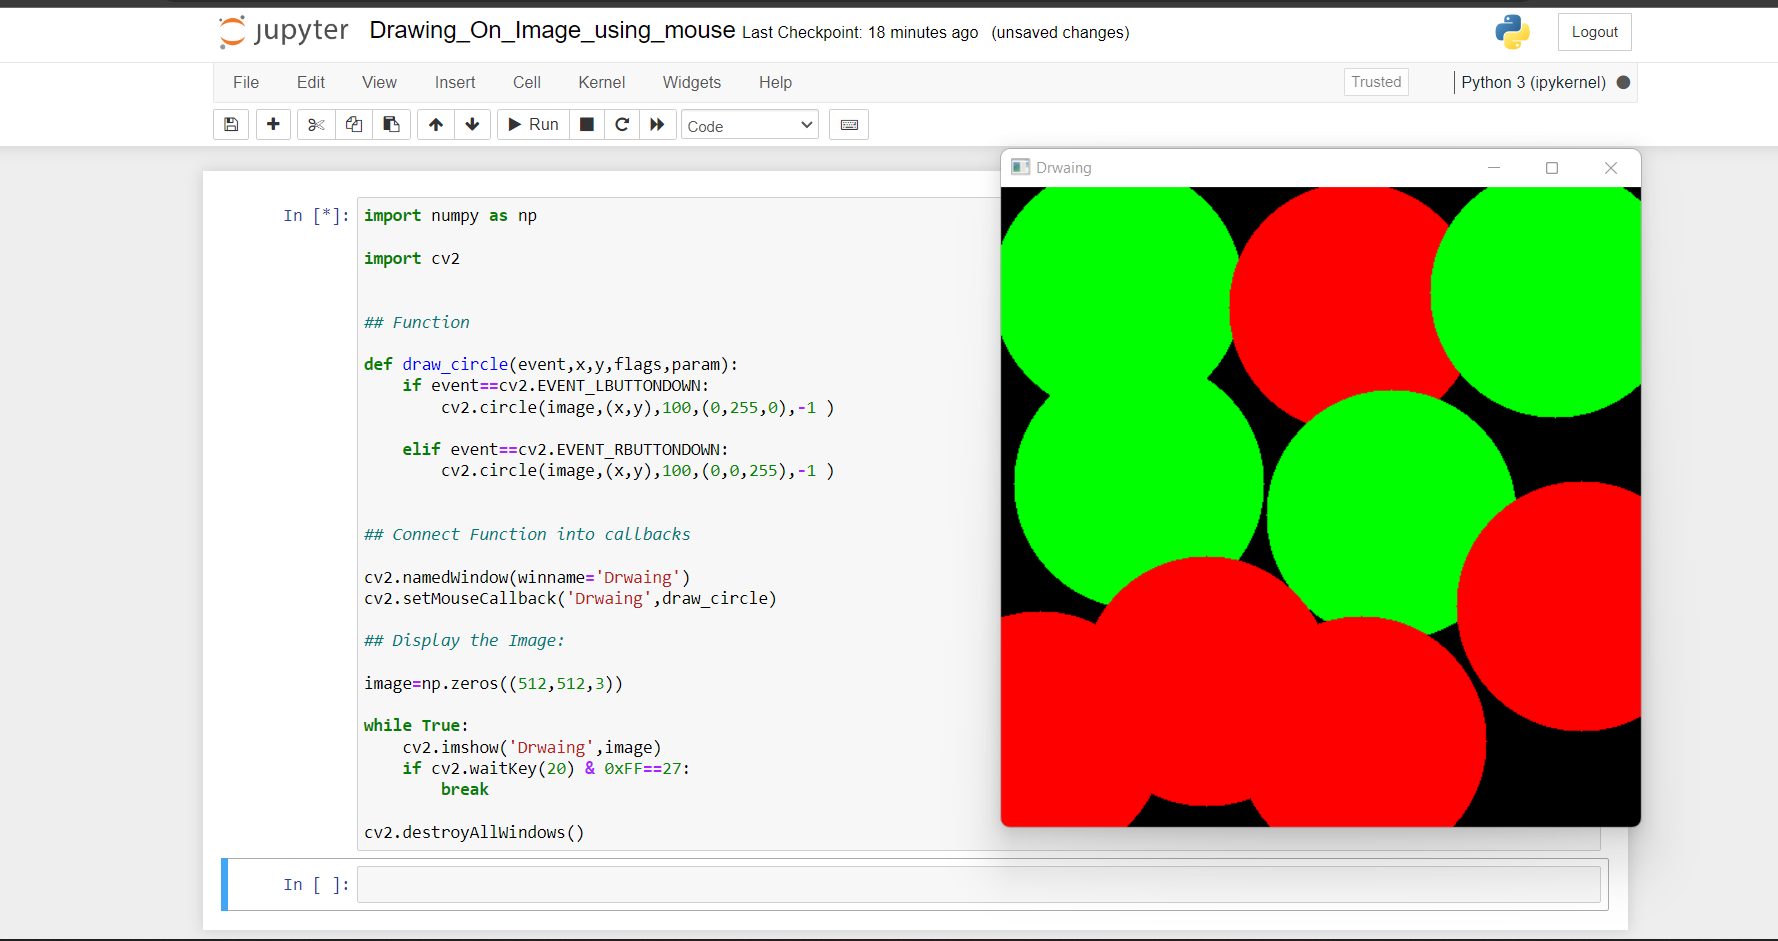 jupyter Drawing_On_Image_using_mouse Last Checkpoint: 18 minutes ago (unsaved changes) Logout
File Edit View Insert Cell Kernel Widgets Help Trusted Python 3 (ipykernel)
Run Code
Drwaing
In [*]: import numpy as np
import cv2
## Function
def draw_circle(event,x,y,flags,param):
if event==cv2.EVENT_LBUTTONDOWN:
cv2.circle(image,(x,y),100,(0,255,0),-1 )
elif event==cv2.EVENT_RBUTTONDOWN:
cv2.circle(image,(x,y),100,(0,0,255),-1 )
## Connect Function into callbacks
cv2.namedWindow(winname='Drwaing')
cv2.setMouseCallback('Drwaing',draw_circle)
## Display the Image:
image=np.zeros((512,512,3))
while True:
cv2.imshow('Drwaing',image)
if cv2.waitKey(20) & 0xFF==27:
break
cv2.destroyAllWindows()
In [ ]: